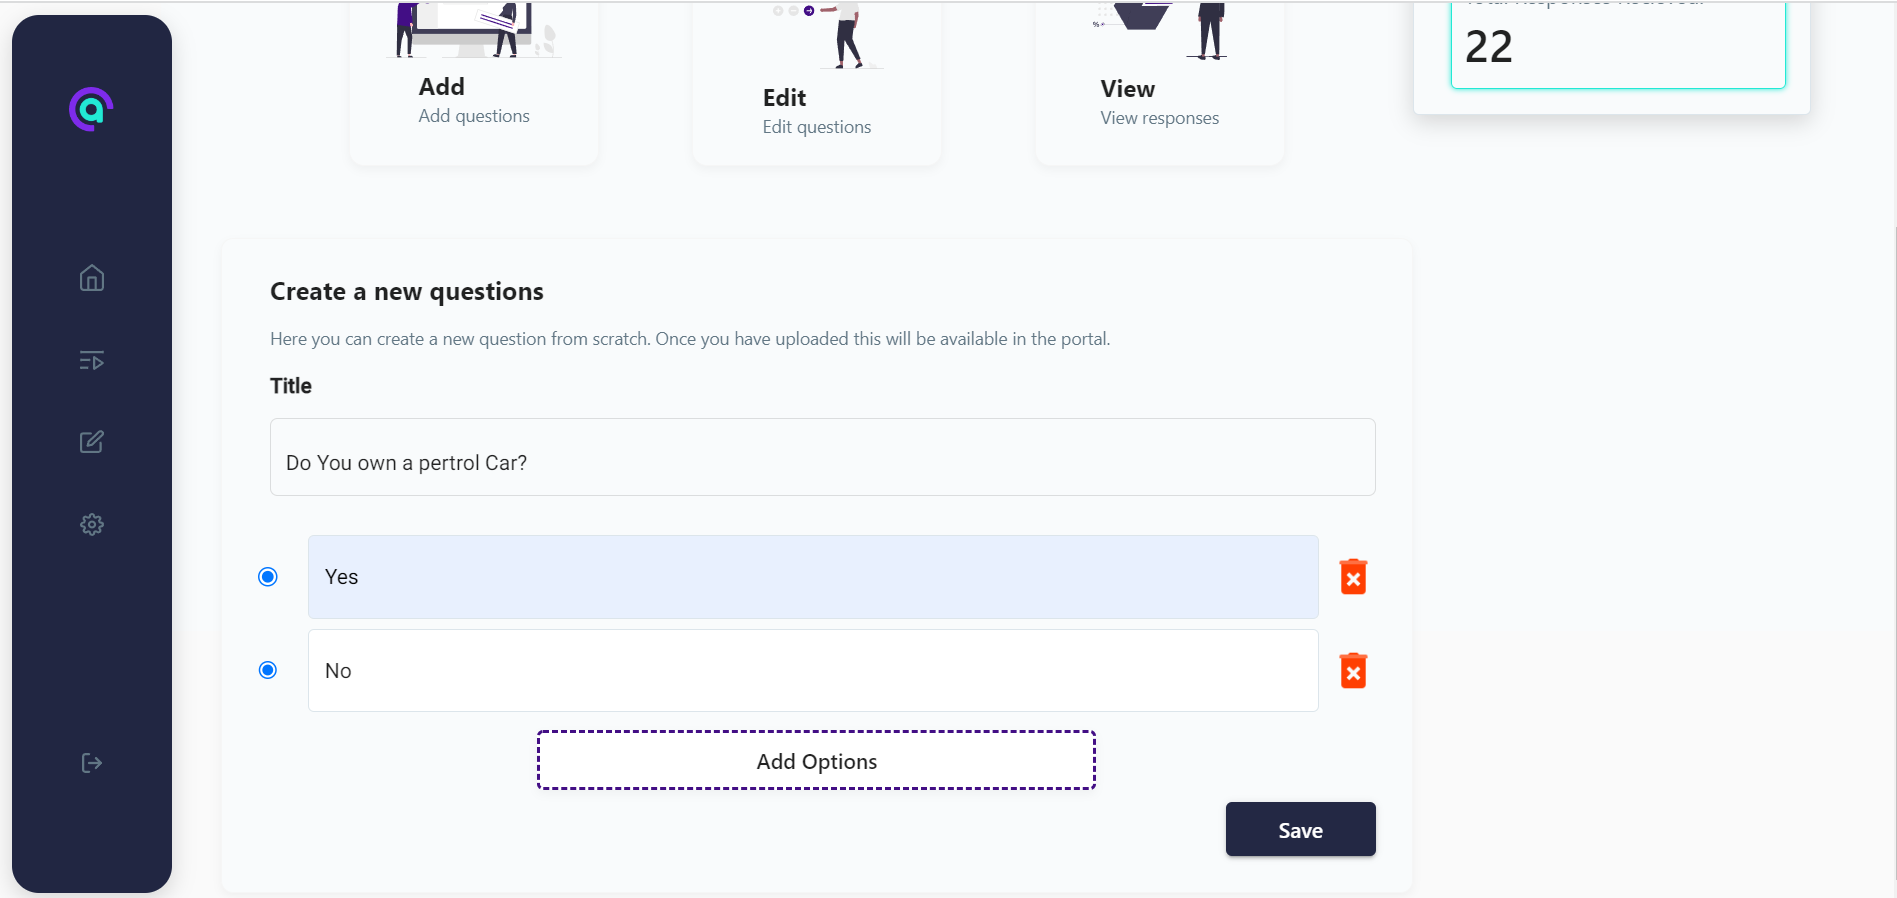 22
Add
Add questions
Edit
Edit questions
View
View responses
Create a new questions
Here you can create a new question from scratch. Once you have uploaded this will be available in the portal.
Title
Do You own a pertrol Car?
Yes
No
Add Options
Save